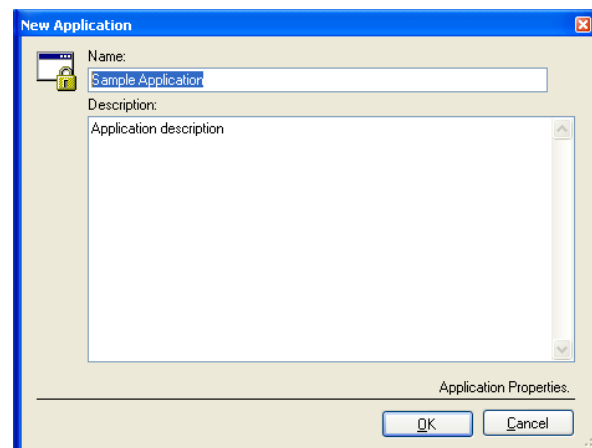 New Application
Name:
Sample Application
Description:
Application description
Application Properties.
OK
Cancel